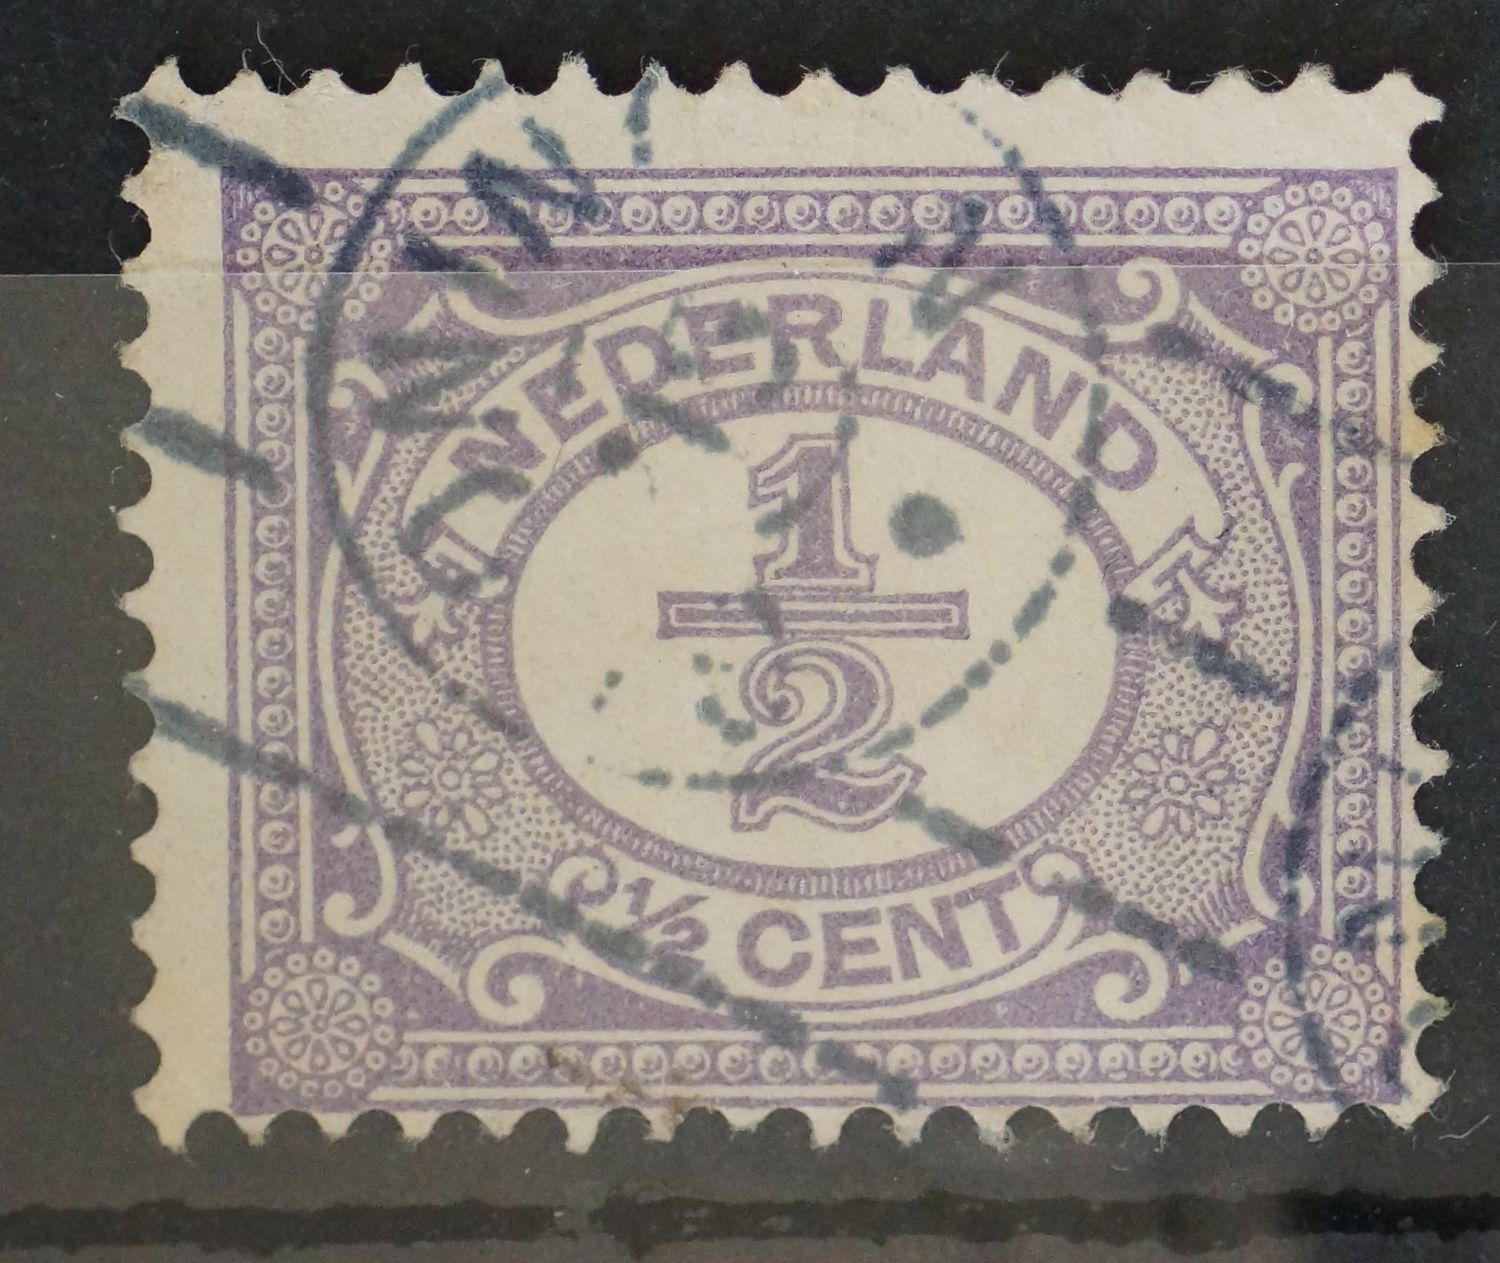 NEDERLAND
1/2
½ CENT